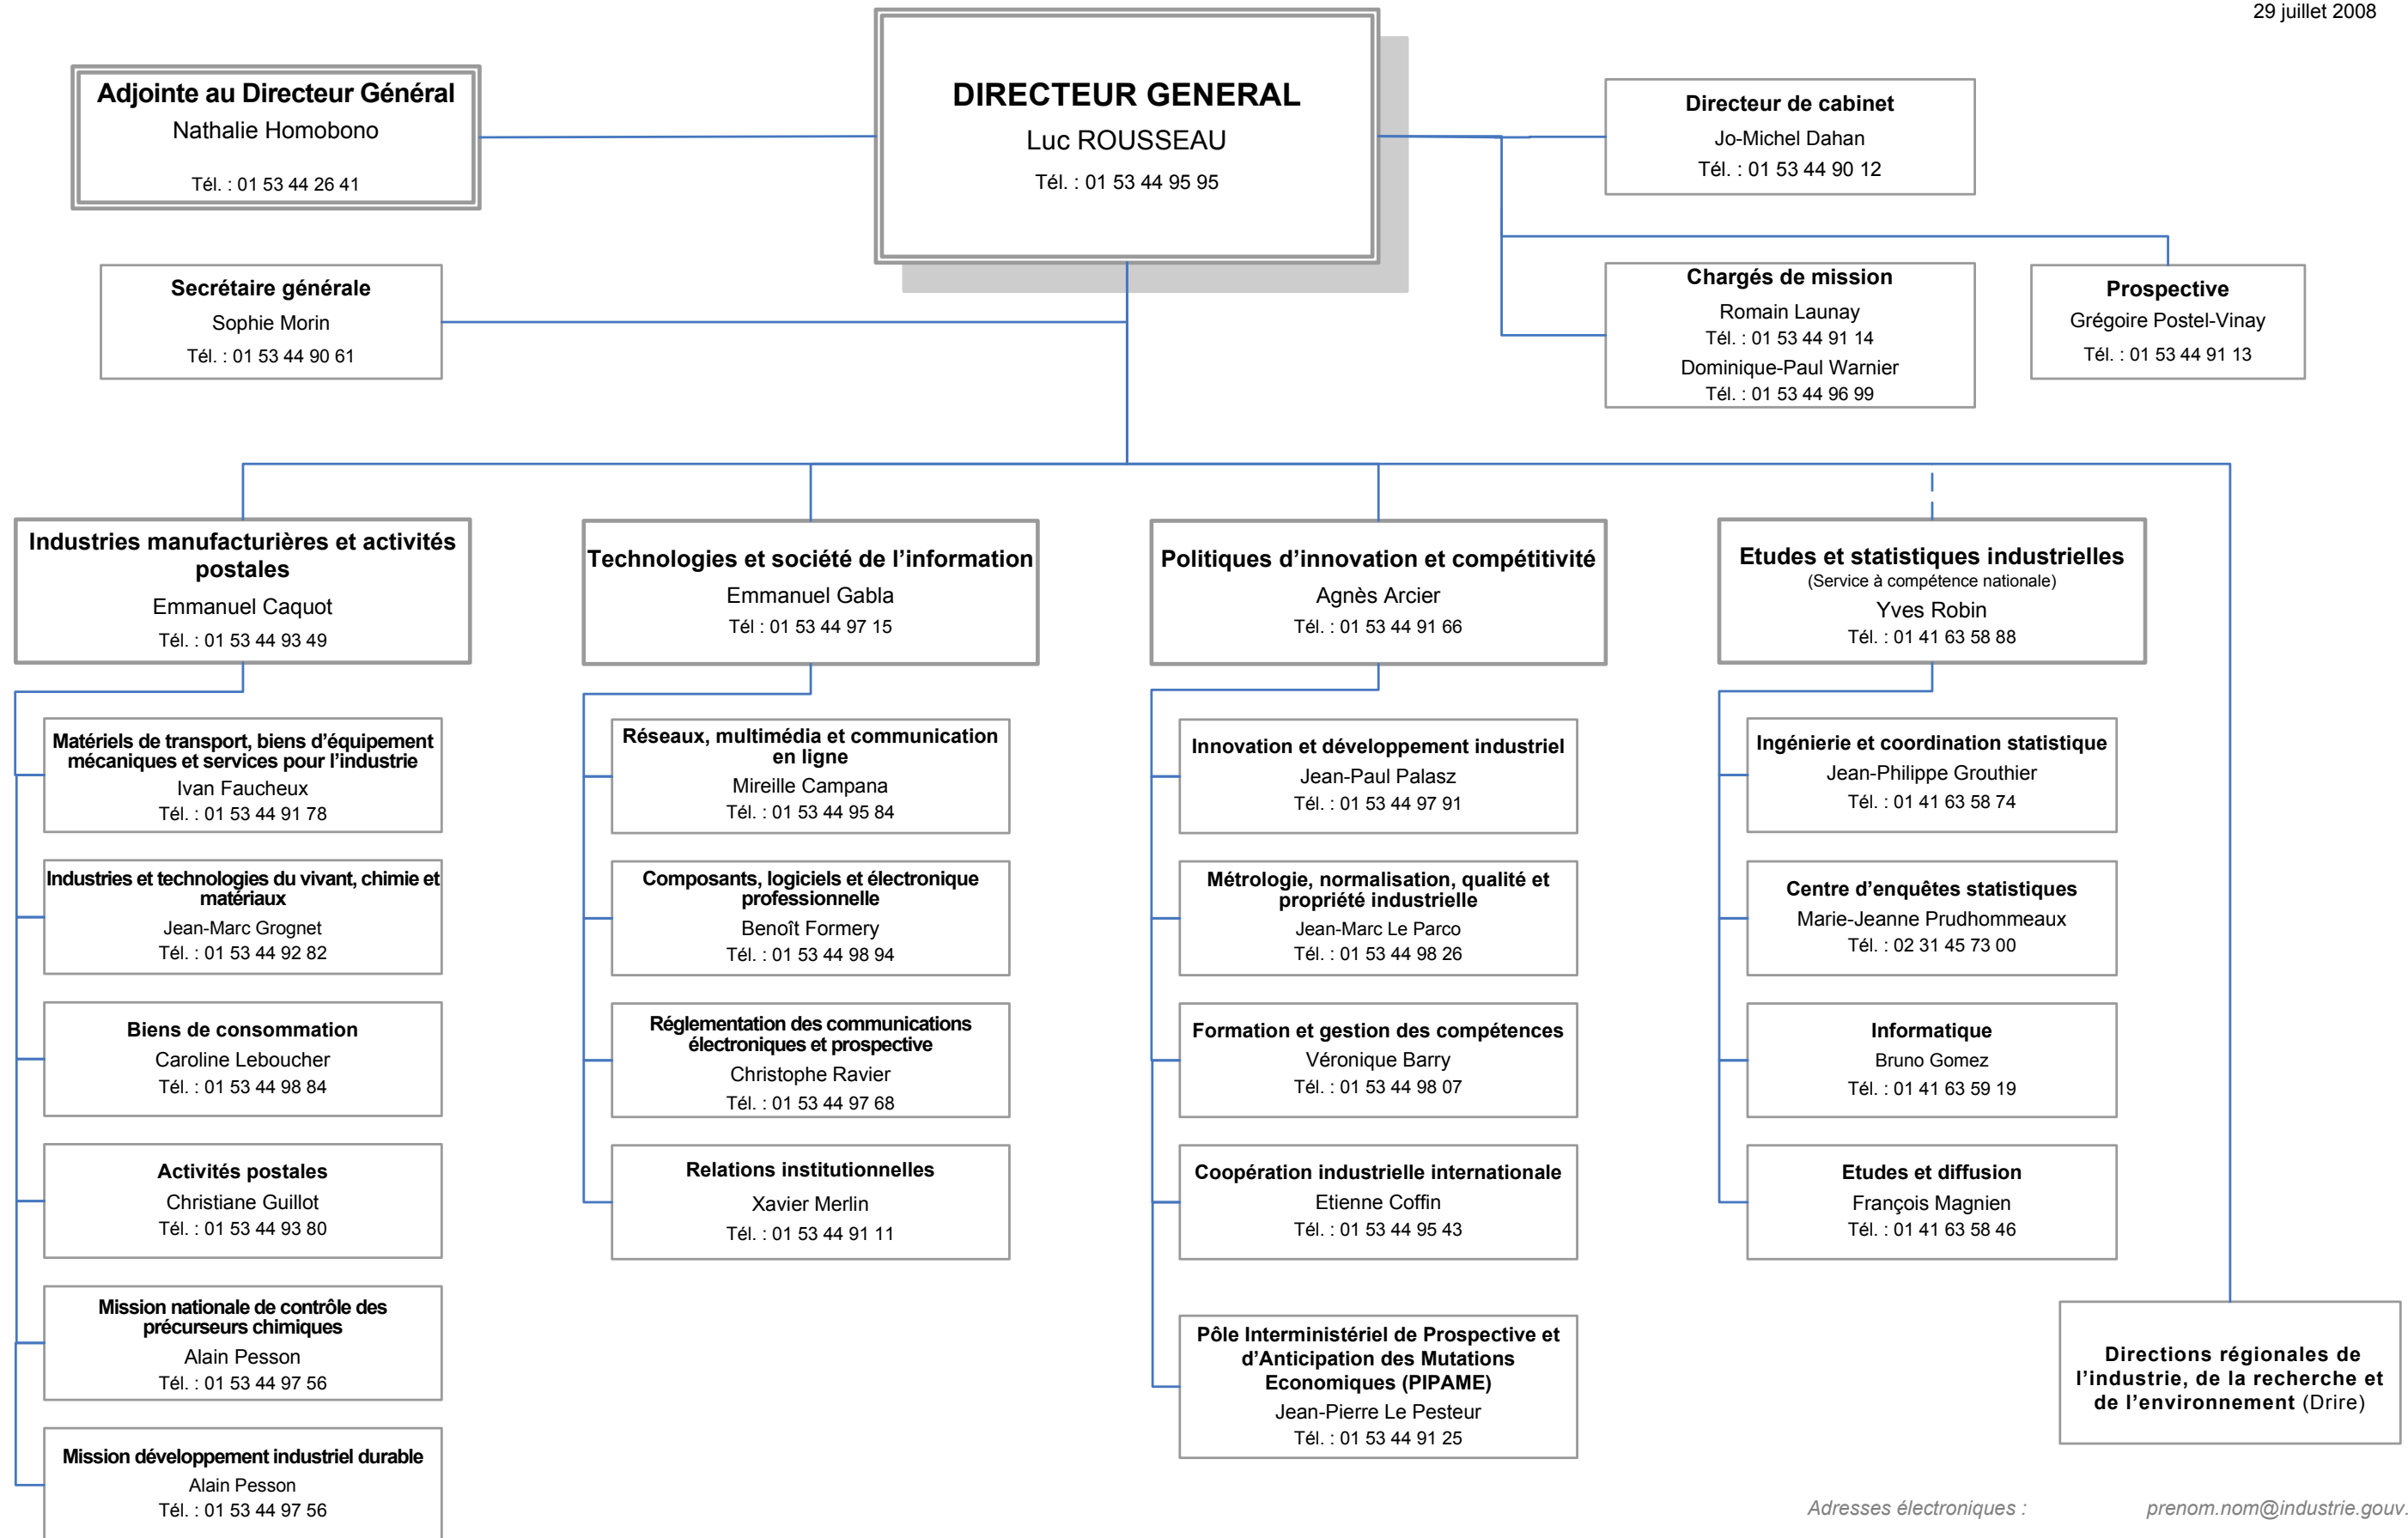 29 juillet 2008
Adjointe au Directeur Général
Nathalie Homobono
Tél. : 01 53 44 26 41
DIRECTEUR GENERAL
Luc ROUSSEAU
Tél. : 01 53 44 95 95
Directeur de cabinet
Jo-Michel Dahan
Tél. : 01 53 44 90 12
Secrétaire générale
Sophie Morin
Tél. : 01 53 44 90 61
Chargés de mission
Romain Launay
Tél. : 01 53 44 91 14
Dominique-Paul Warnier
Tél. : 01 53 44 96 99
Prospective
Grégoire Postel-Vinay
Tél. : 01 53 44 91 13
Industries manufacturières et activités
postales
Emmanuel Caquot
Tél. : 01 53 44 93 49
Matériels de transport, biens d’équipement
mécaniques et services pour l’industrie
Ivan Faucheux
Tél. : 01 53 44 91 78
Industries et technologies du vivant, chimie et
matériaux
Jean-Marc Grognet
Tél. : 01 53 44 92 82
Biens de consommation
Caroline Leboucher
Tél. : 01 53 44 98 84
Activités postales
Christiane Guillot
Tél. : 01 53 44 93 80
Mission nationale de contrôle des
précurseurs chimiques
Alain Pesson
Tél. : 01 53 44 97 56
Mission développement industriel durable
Alain Pesson
Tél. : 01 53 44 97 56
Technologies et société de l’information
Emmanuel Gabla
Tél : 01 53 44 97 15
Réseaux, multimédia et communication
en ligne
Mireille Campana
Tél. : 01 53 44 95 84
Composants, logiciels et électronique
professionnelle
Benoît Formery
Tél. : 01 53 44 98 94
Réglementation des communications
électroniques et prospective
Christophe Ravier
Tél. : 01 53 44 97 68
Relations institutionnelles
Xavier Merlin
Tél. : 01 53 44 91 11
Politiques d’innovation et compétitivité
Agnès Arcier
Tél. : 01 53 44 91 66
Innovation et développement industriel
Jean-Paul Palasz
Tél. : 01 53 44 97 91
Métrologie, normalisation, qualité et
propriété industrielle
Jean-Marc Le Parco
Tél. : 01 53 44 98 26
Formation et gestion des compétences
Véronique Barry
Tél. : 01 53 44 98 07
Coopération industrielle internationale
Etienne Coffin
Tél. : 01 53 44 95 43
Pôle Interministériel de Prospective et
d’Anticipation des Mutations
Economiques (PIPAME)
Jean-Pierre Le Pesteur
Tél. : 01 53 44 91 25
Etudes et statistiques industrielles
(Service à compétence nationale)
Yves Robin
Tél. : 01 41 63 58 88
Ingénierie et coordination statistique
Jean-Philippe Grouthier
Tél. : 01 41 63 58 74
Centre d’enquêtes statistiques
Marie-Jeanne Prudhommeaux
Tél. : 02 31 45 73 00
Informatique
Bruno Gomez
Tél. : 01 41 63 59 19
Etudes et diffusion
François Magnien
Tél. : 01 41 63 58 46
Directions régionales de
l’industrie, de la recherche et
de l’environnement (Drire)
Adresses électroniques : prenom.nom@industrie.gouv.